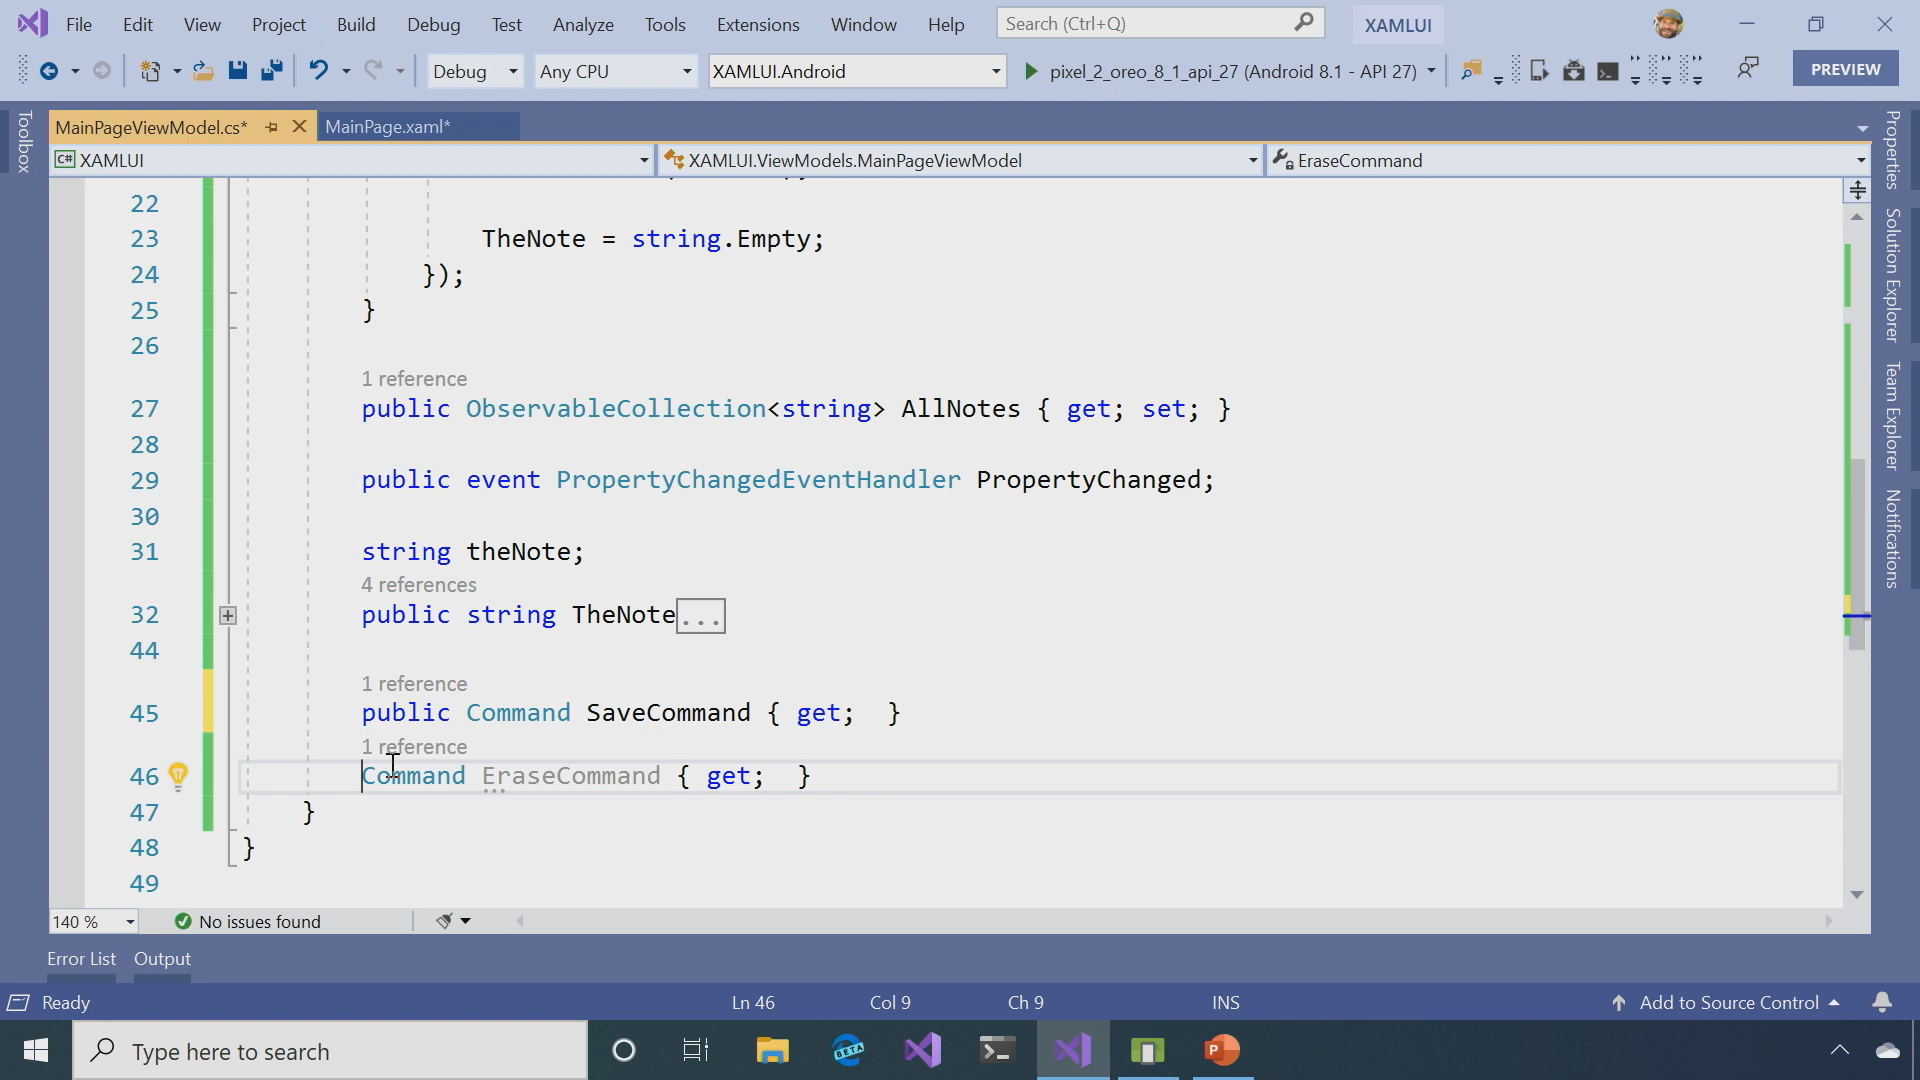 File Edit View Project Build Debug Test Analyze Tools Extensions Window Help Search (Ctrl+Q) XAMLUI
Debug Any CPU XAMLUI.Android pixel_2_oreo_8_1_api_27 (Android 8.1 - API 27) PREVIEW
Toolbox
MainPageViewModel.cs* MainPage.xaml*
C# XAMLUI XAMLUI.ViewModels.MainPageViewModel EraseCommand
22
23 TheNote = string.Empty;
24 });
25 }
26
1 reference
27 public ObservableCollection<string> AllNotes { get; set; }
28
29 public event PropertyChangedEventHandler PropertyChanged;
30
31 string theNote;
4 references
32 public string TheNote...
44
1 reference
45 public Command SaveCommand { get; }
1 reference
46 Command EraseCommand { get; }
47 }
48 }
49
140 % No issues found
Properties
Solution Explorer
Team Explorer
Notifications
Error List Output
Ready Ln 46 Col 9 Ch 9 INS Add to Source Control
Type here to search BETA P